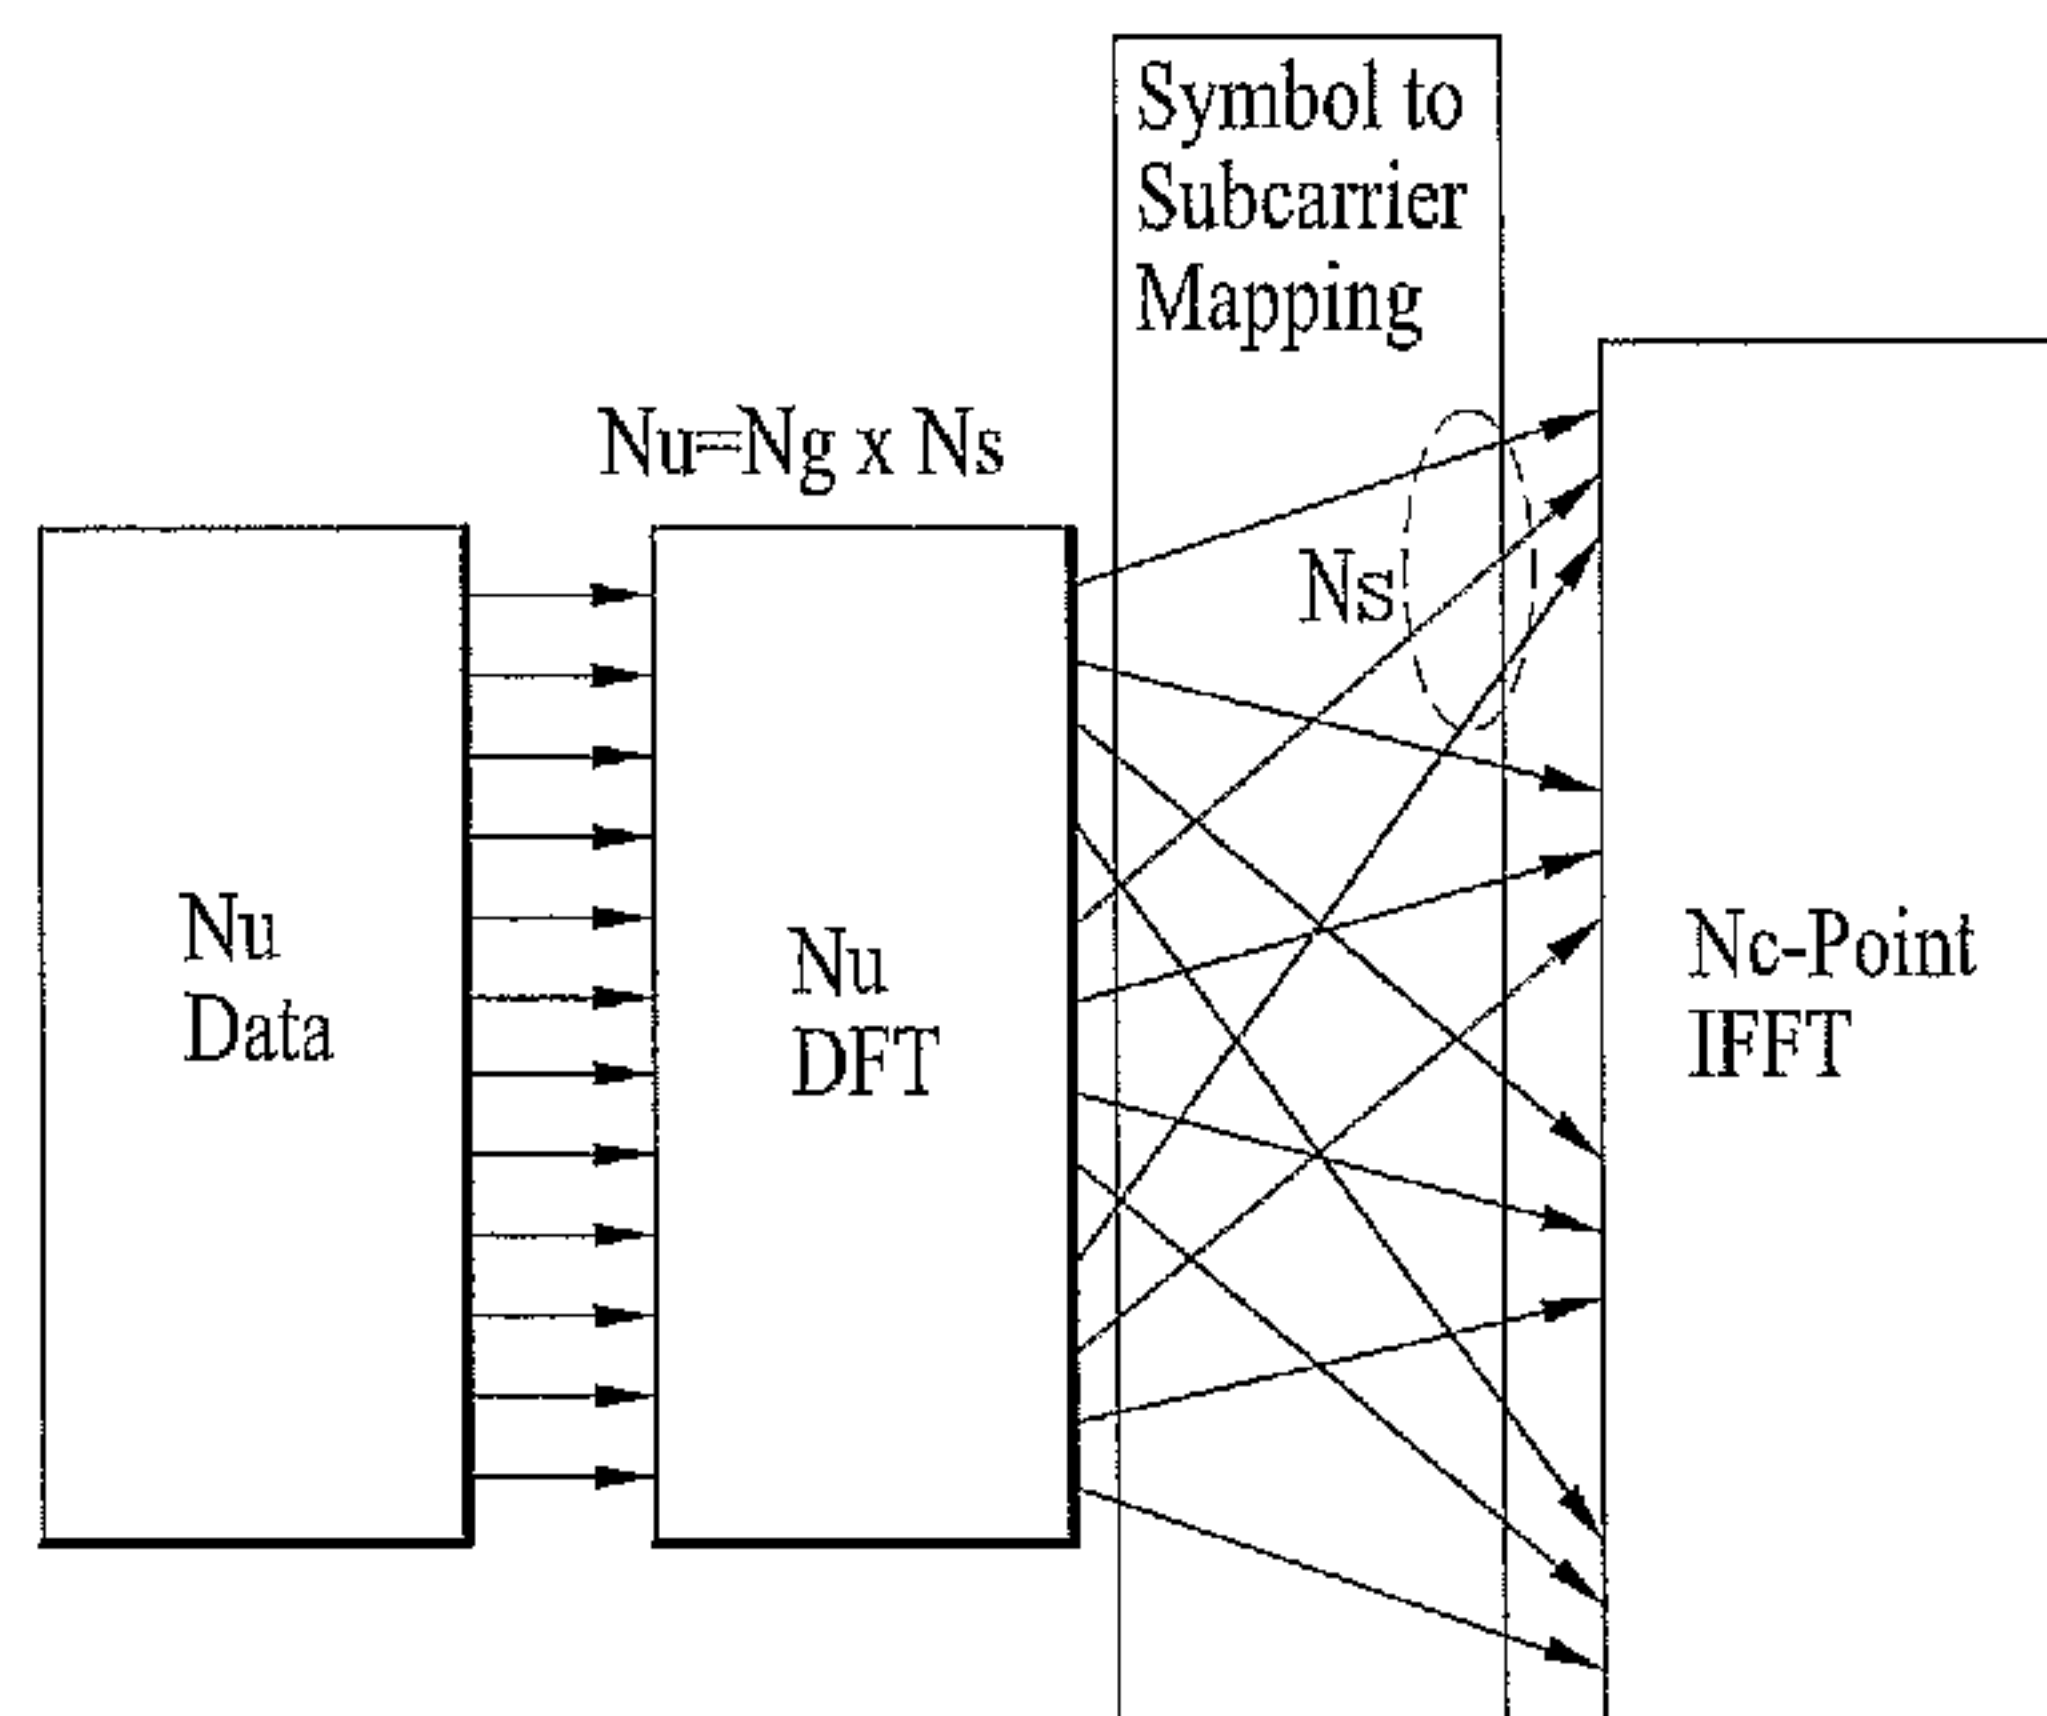 Symbol to
Subcarrier
Mapping
Nu=Ng x Ns
Ns
Nu
Data
Nu
DFT
Nc-Point
IFFT